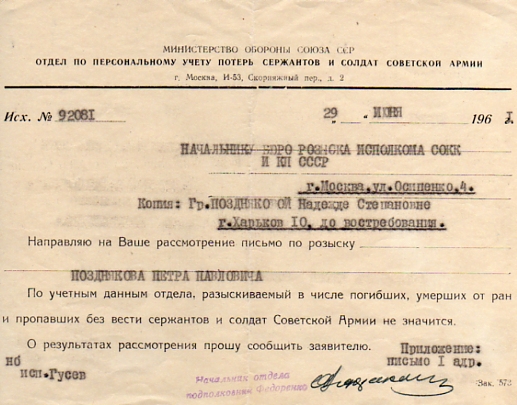 МИНИСТЕРСТВО ОБОРОНЫ СОЮЗА ССР
ОТДЕЛ ПО ПЕРСОНАЛЬНОМУ УЧЕТУ ПОТЕРЬ СЕРЖАНТОВ И СОЛДАТ СОВЕТСКОЙ АРМИИ
г. Москва, И-53, Скорняжный пер., д. 2
Исх. № 92081 „29" ИЮНЯ 196 I
НАЧАЛЬНИКУ БЮРО РОЗЫСКА ИСПОЛКОМА СОКК
И КП СССР
г.Москва,ул.Осипенко,4.
Копия: Гр.ПОЗДНЯКОВОЙ Надежде Степановне
г.Харьков 10, до востребования.
Направляю на Ваше рассмотрение письмо по розыску
ПОЗДНЯКОВА ПЕТРА ПАВЛОВИЧА
По учетным данным отдела, разыскиваемый в числе погибших, умерших от ран
и пропавших без вести сержантов и солдат Советской Армии не значится.
О результатах рассмотрения прошу сообщить заявителю. Приложение:
нб письмо I адр.
исп.Гусев
Начальник отдела
подполковник Федоренко
Зак. 573